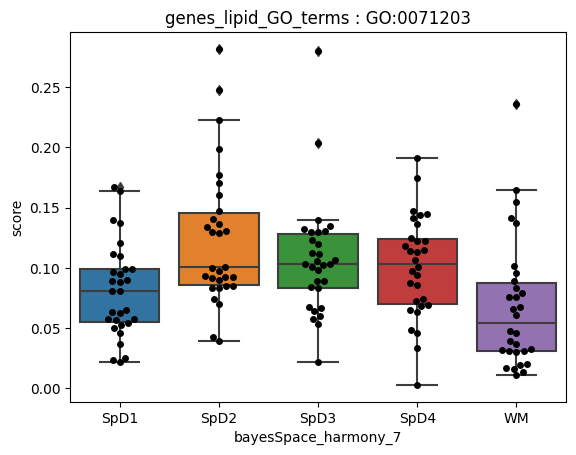 genes_lipid_GO_terms : GO:0071203
score
0.25
0.20
0.15
0.10
0.05
0.00
SpD1 SpD2 SpD3 SpD4 WM
bayesSpace_harmony_7